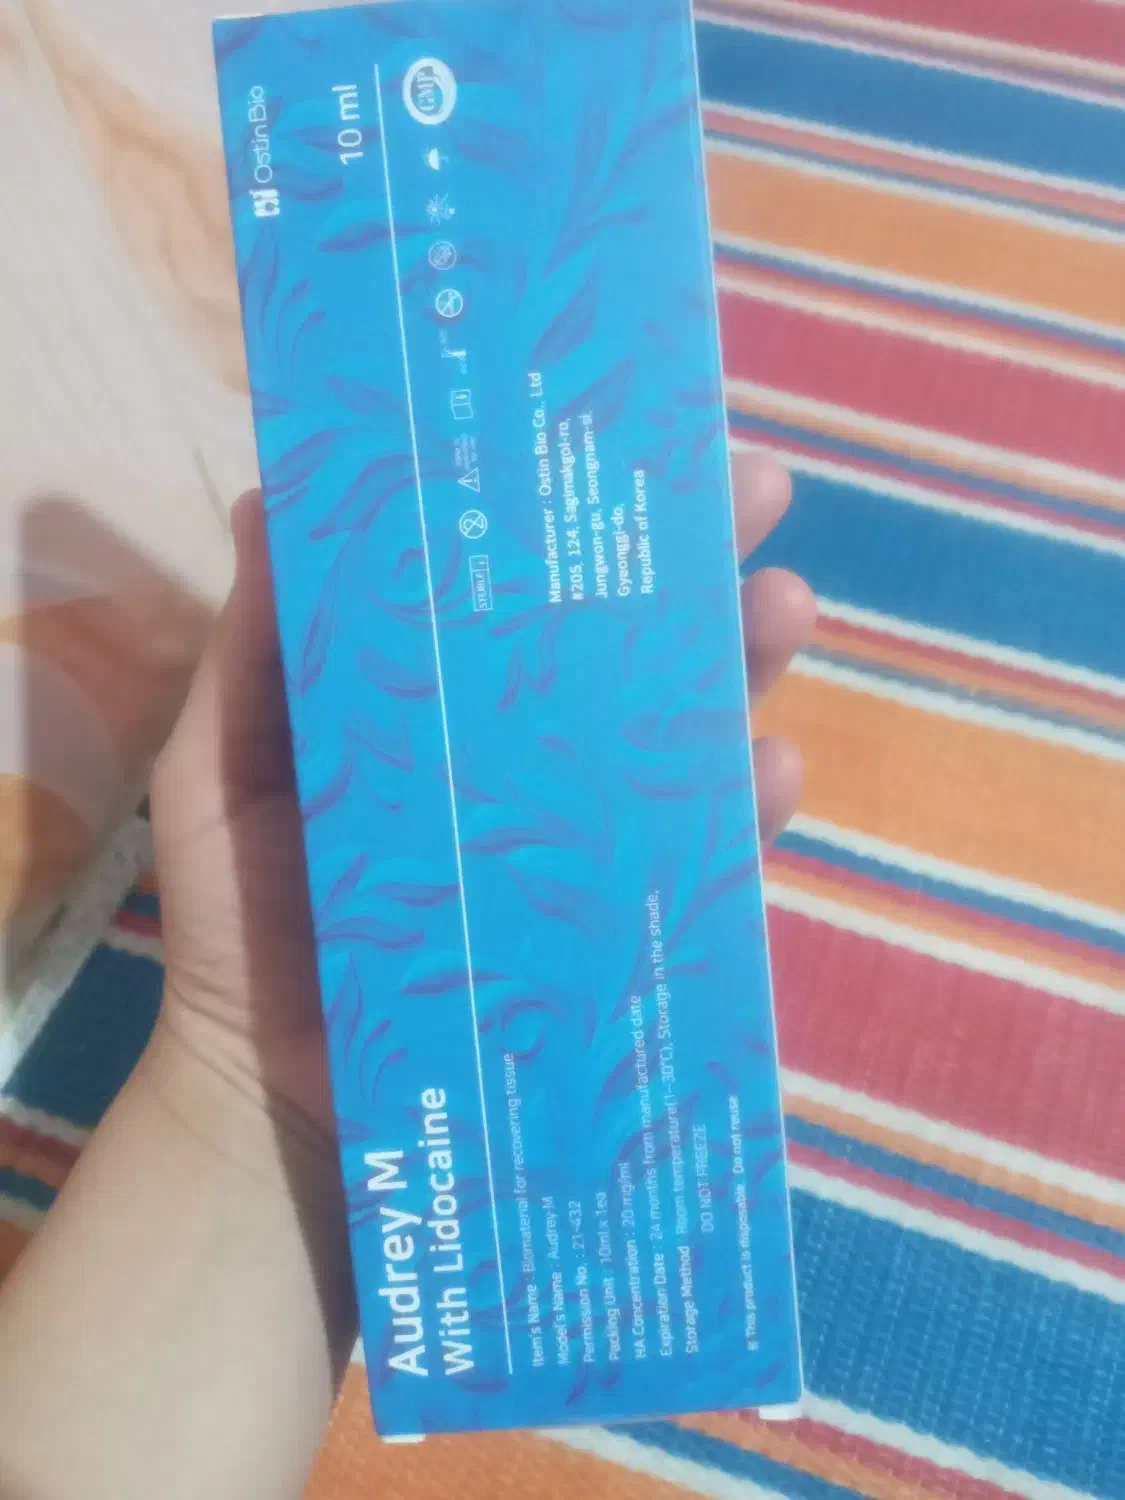 Ostin Bio
10 ml
GMP
Audrey M
With Lidocaine
STERILE
Item's Name : Biomaterial for recovering tissue
Model's Name : Audrey M
Permission No. : 21-432
Packing Unit : 10ml x 1ea
HA Concentration : 20 mg/ml
Expiration Date : 24 months from manufactured date
Storage Method : Room temperature(1~30°C), Storage in the shade,
DO NOT FREEZE
※ This product is disposable. Do not reuse
Manufacturer : Ostin Bio Co., Ltd
#205, 124, Sagimakgol-ro,
Jungwon-gu, Seongnam-si,
Gyeonggi-do,
Republic of Korea